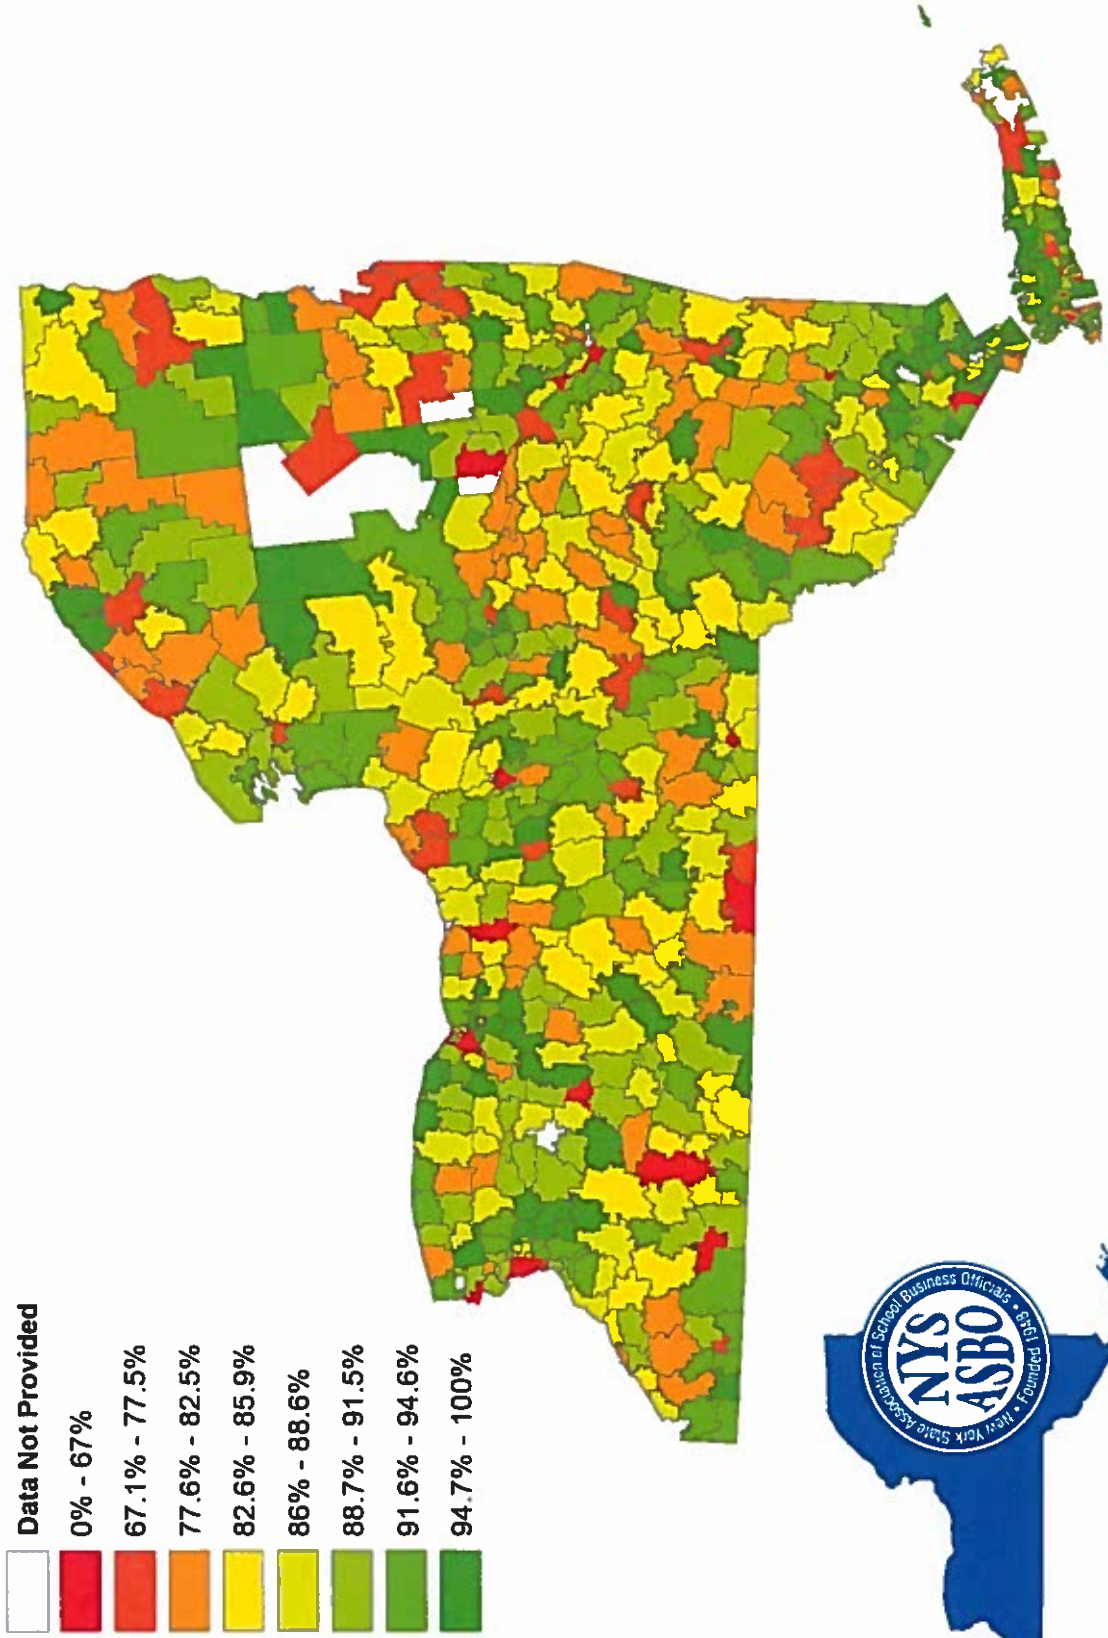 Data Not Provided
0% - 67%
67.1% - 77.5%
77.6% - 82.5%
82.6% - 85.9%
86% - 88.6%
88.7% - 91.5%
91.6% - 94.6%
94.7% - 100%
New York State Association of School Business Officials • Founded 1948 •
NYS
ASBO